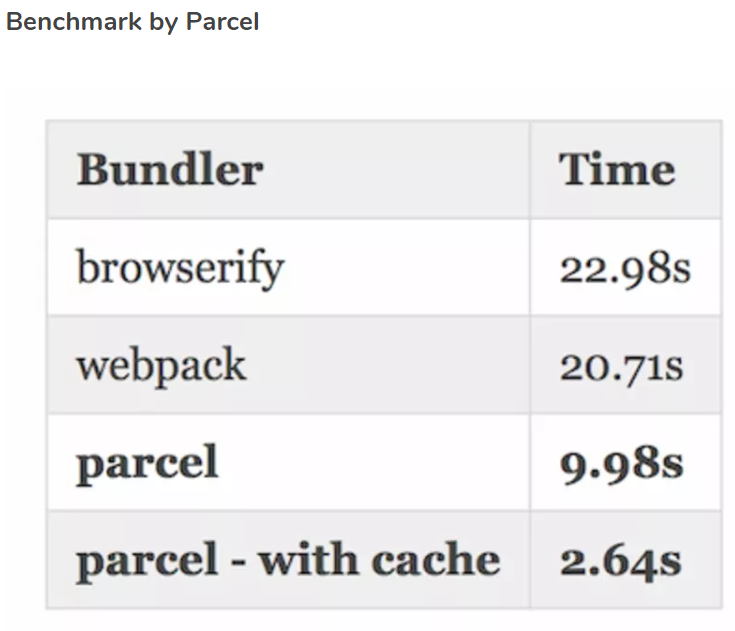 Benchmark by Parcel
Bundler Time
browserify 22.98s
webpack 20.71s
parcel 9.98s
parcel - with cache 2.64s